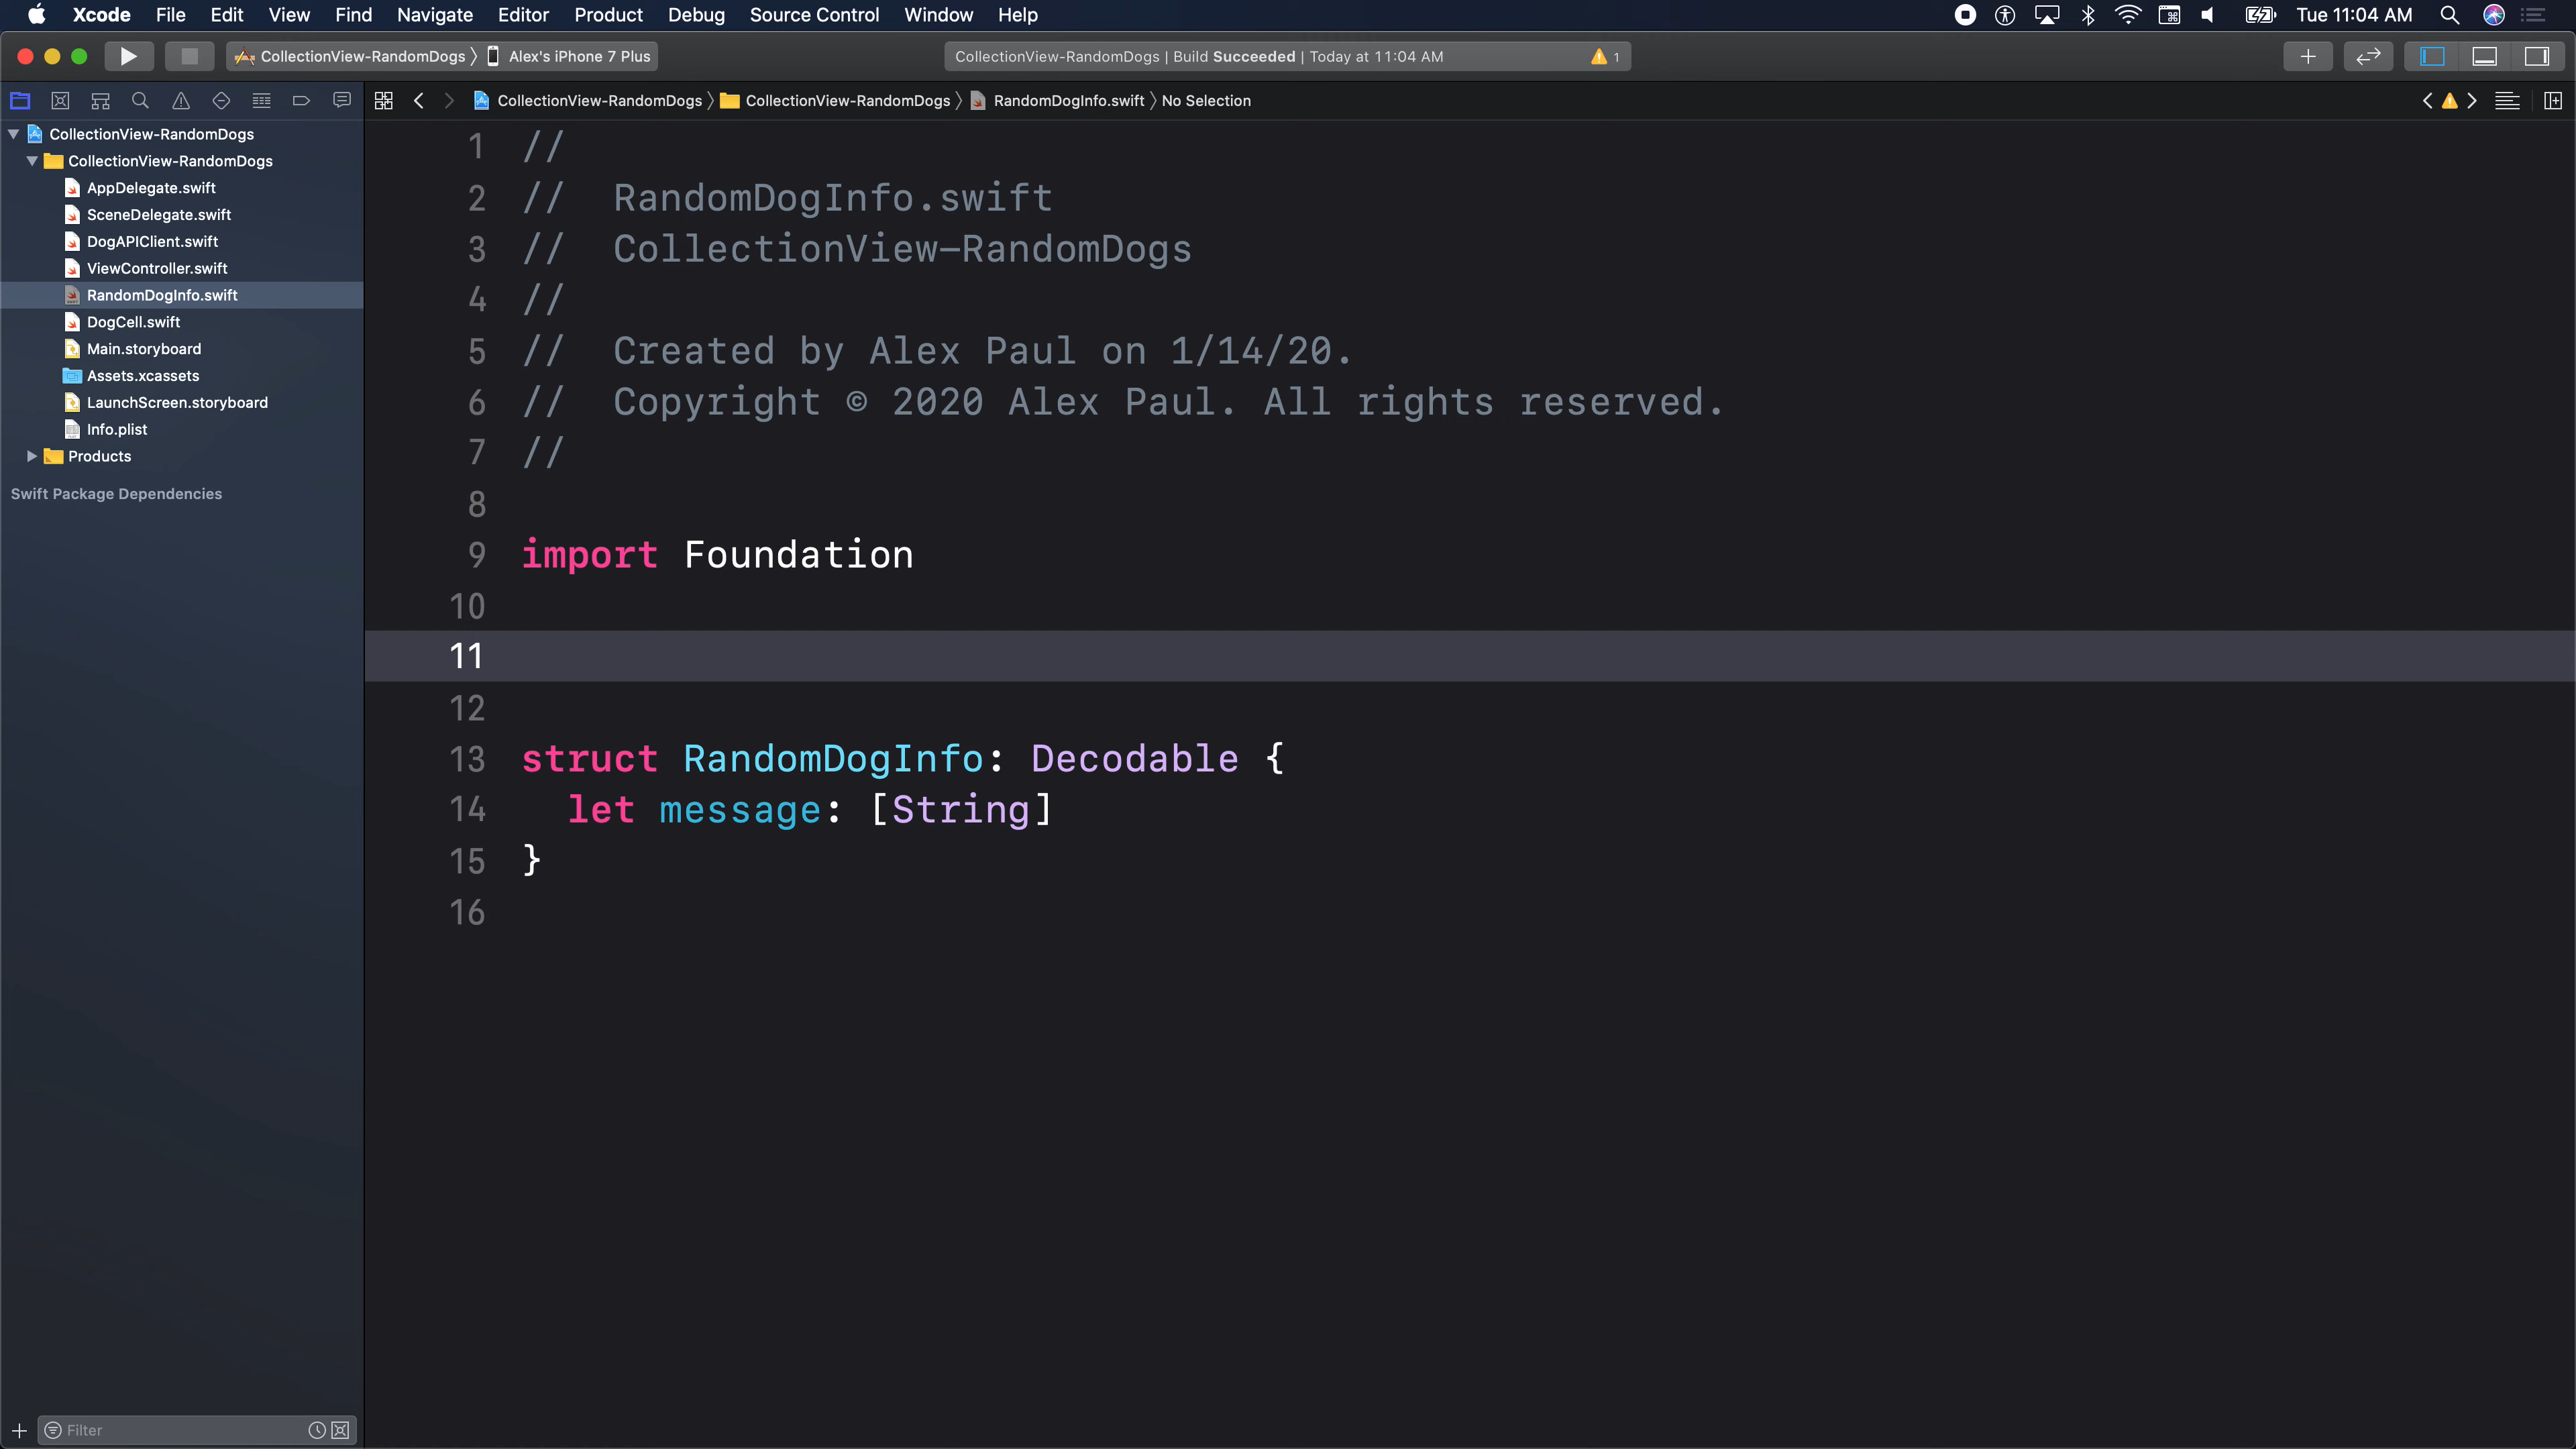 Xcode File Edit View Find Navigate Editor Product Debug Source Control Window Help Tue 11:04 AM
CollectionView-RandomDogs 〉 Alex's iPhone 7 Plus CollectionView-RandomDogs | Build Succeeded | Today at 11:04 AM 1
CollectionView-RandomDogs 〉 CollectionView-RandomDogs 〉 RandomDogInfo.swift 〉 No Selection
CollectionView-RandomDogs
CollectionView-RandomDogs
AppDelegate.swift
SceneDelegate.swift
DogAPIClient.swift
ViewController.swift
RandomDogInfo.swift
DogCell.swift
Main.storyboard
Assets.xcassets
LaunchScreen.storyboard
Info.plist
Products
Swift Package Dependencies
Filter
1 //
2 //  RandomDogInfo.swift
3 //  CollectionView-RandomDogs
4 //
5 //  Created by Alex Paul on 1/14/20.
6 //  Copyright © 2020 Alex Paul. All rights reserved.
7 //
8
9 import Foundation
10
11
12
13 struct RandomDogInfo: Decodable {
14   let message: [String]
15 }
16